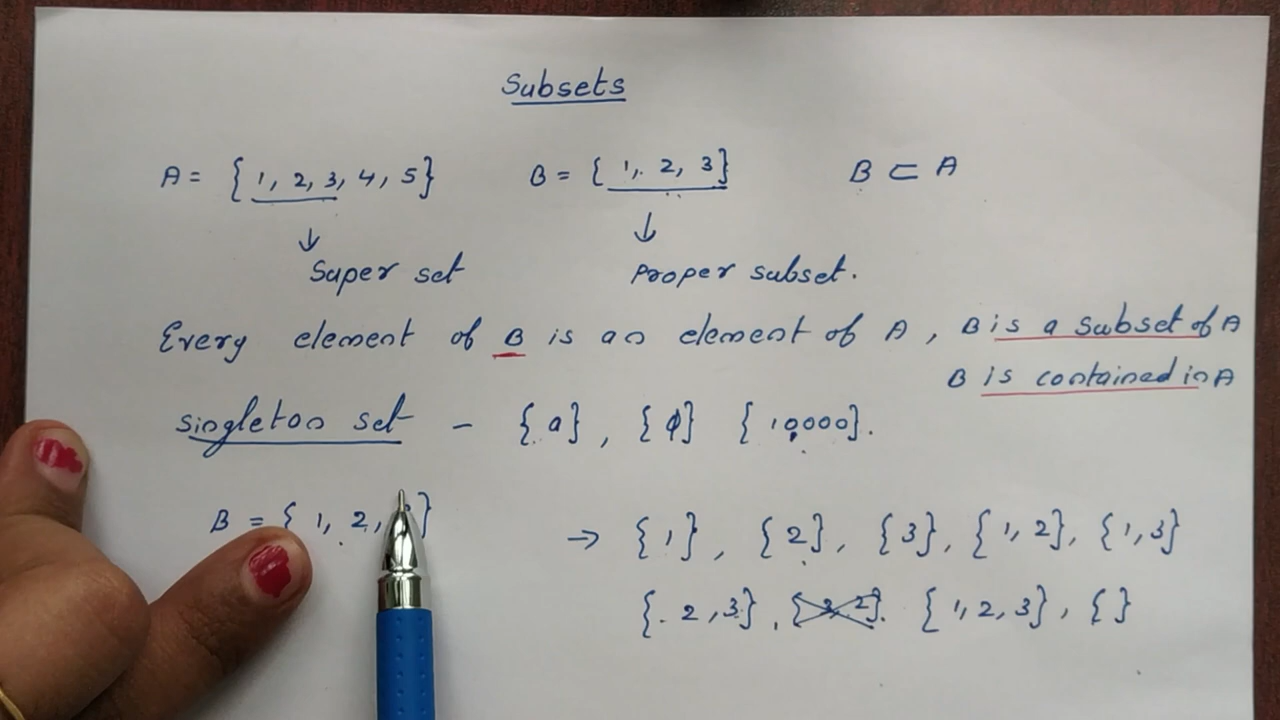 Subsets
A = {1, 2, 3, 4, 5} B = { 1, 2, 3} B ⊂ A
↓ ↓
Super set Proper subset.
Every element of B is an element of A , B is a subset of A
B is contained in A
Singleton set - { a} , { φ} { 10000}.
B = { 1, 2, } → { 1} , { 2} , { 3} , { 1, 2} , { 1, 3}
{ 2 , 3} , { 1, 2, 3} , { }